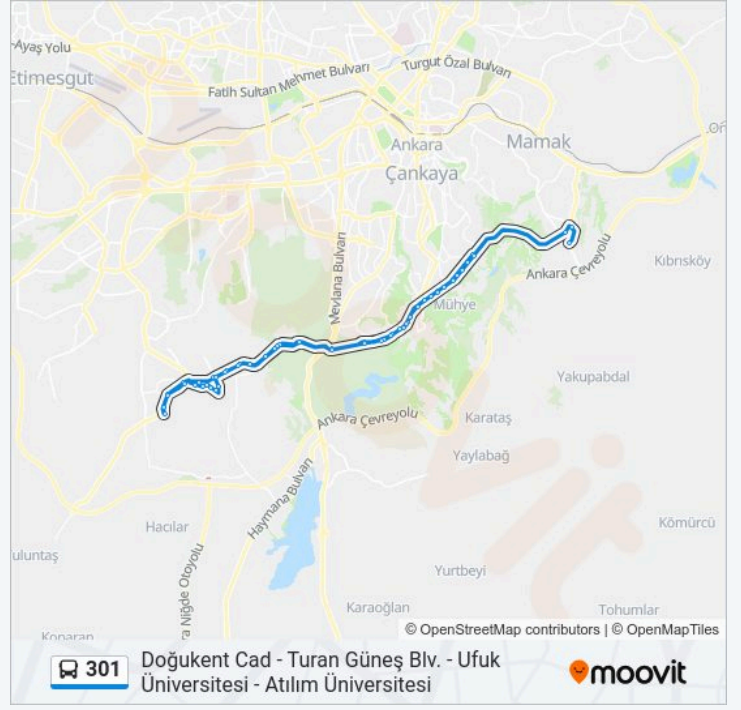 Ayaş Yolu
Etimesgut
Fatih Sultan Mehmet Bulvarı
Turgut Özal Bulvarı
Ankara
Çankaya
Mamak
Nevlana Bulvarı
Mühye
Ankara Çevreyolu
Kıbrısköy
Yakupabdal
Ankara Çevreyolu
Karataş
Yaylabağ
Haymana Bulvarı
Hacılar
uluntaş
ra Niğde Otoyolu
Yurtbeyi
Kömürcü
Karaoğlan
Tohumlar
Koparan
© OpenStreetMap contributors | © OpenMapTiles
301
Doğukent Cad - Turan Güneş Blv. - Ufuk
Üniversitesi - Atılım Üniversitesi
moovit